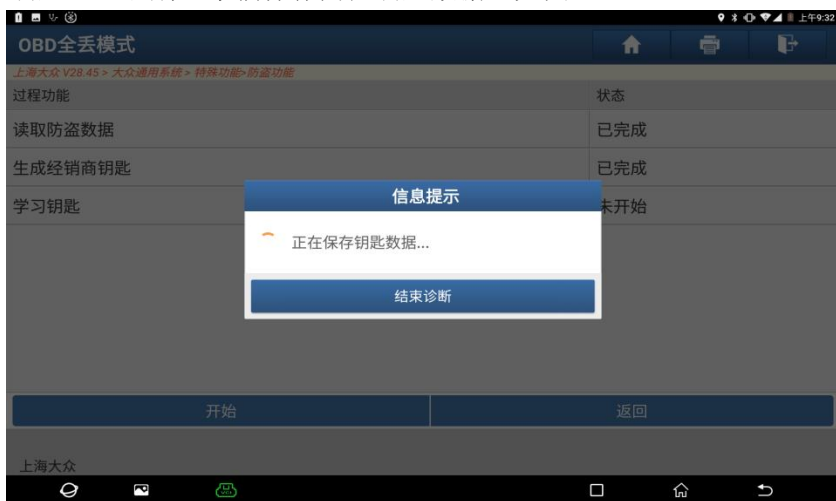 上午9:32
OBD全丢模式
上海大众 V28.45 > 大众通用系统 > 特殊功能>防盗功能
过程功能 状态
读取防盗数据 已完成
生成经销商钥匙 已完成
信息提示
学习钥匙 未开始
正在保存钥匙数据...
结束诊断
开始 返回
上海大众